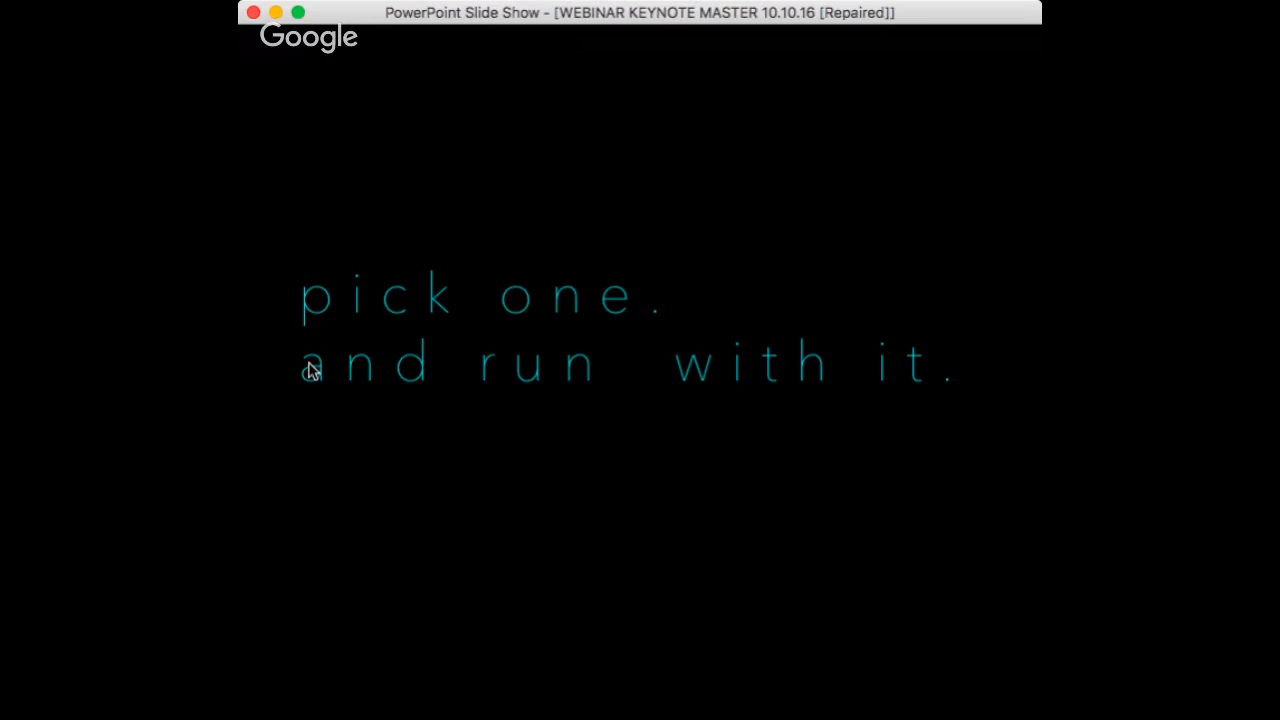 PowerPoint Slide Show - [WEBINAR KEYNOTE MASTER 10.10.16 [Repaired]]
Google
pick one.
and run with it.